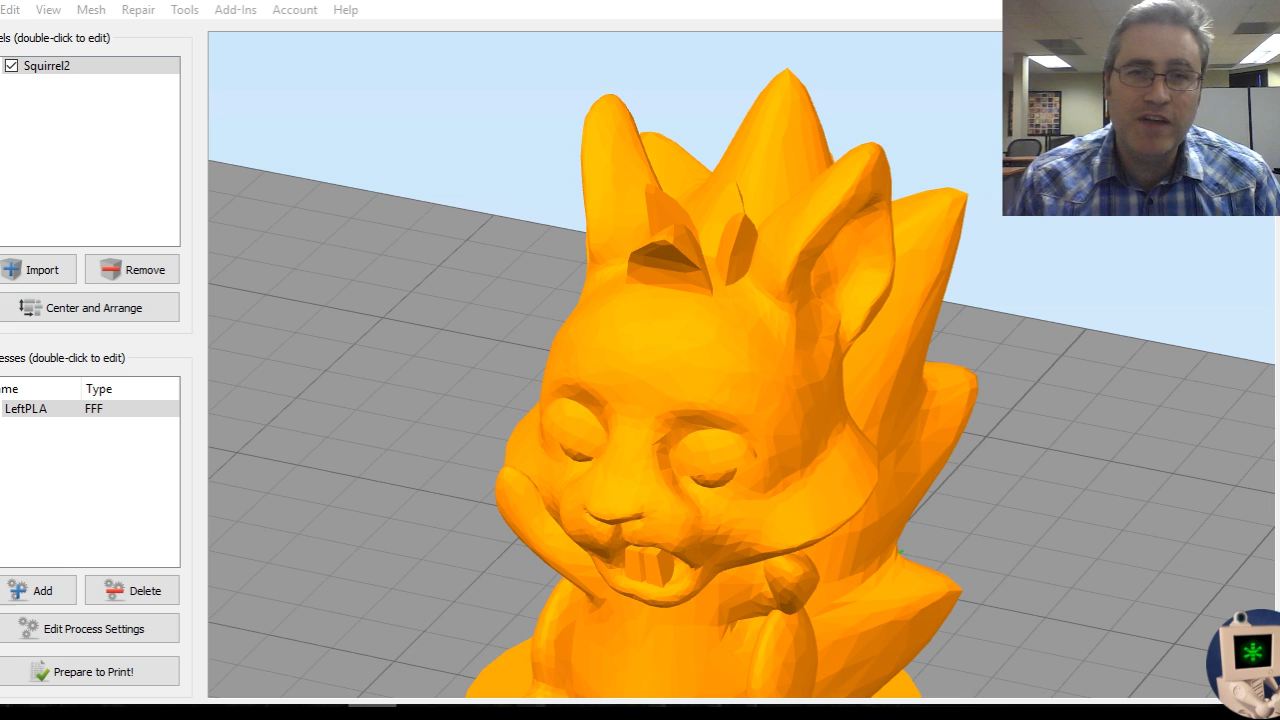 Edit View Mesh Repair Tools Add-Ins Account Help
els (double-click to edit)
Squirrel2
Import Remove
Center and Arrange
esses (double-click to edit)
me Type
LeftPLA FFF
Add Delete
Edit Process Settings
Prepare to Print!